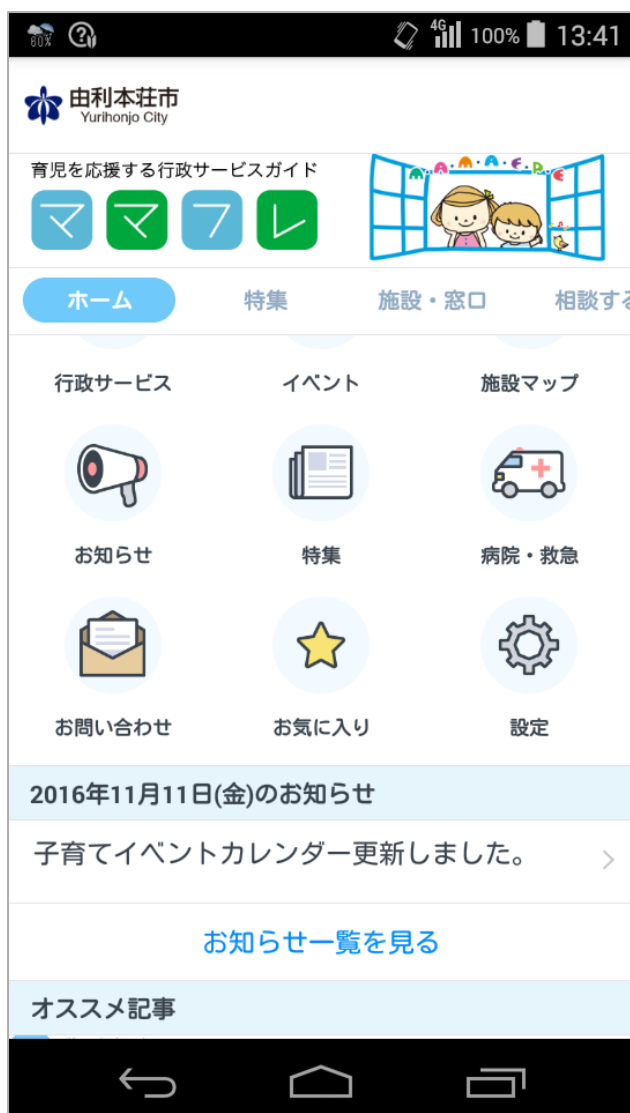 60% 4G 100% 13:41
由利本荘市
Yurihonjo City
育児を応援する行政サービスガイド
ママフレ
M・A・M・A・F・R・E
ホーム 特集 施設・窓口 相談する
行政サービス イベント 施設マップ
お知らせ 特集 病院・救急
お問い合わせ お気に入り 設定
2016年11月11日(金)のお知らせ
子育てイベントカレンダー更新しました。
お知らせ一覧を見る
オススメ記事